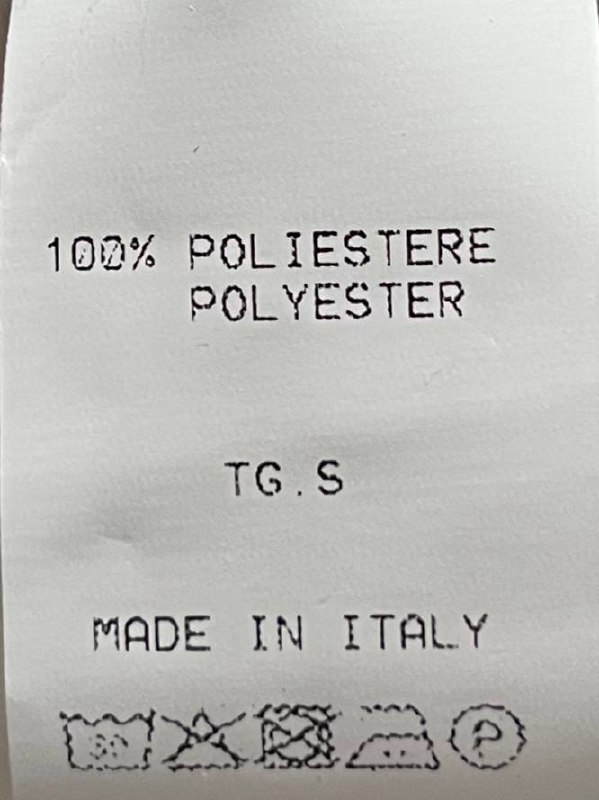 100% POLIESTERE
POLYESTER
TG.S
MADE IN ITALY
P